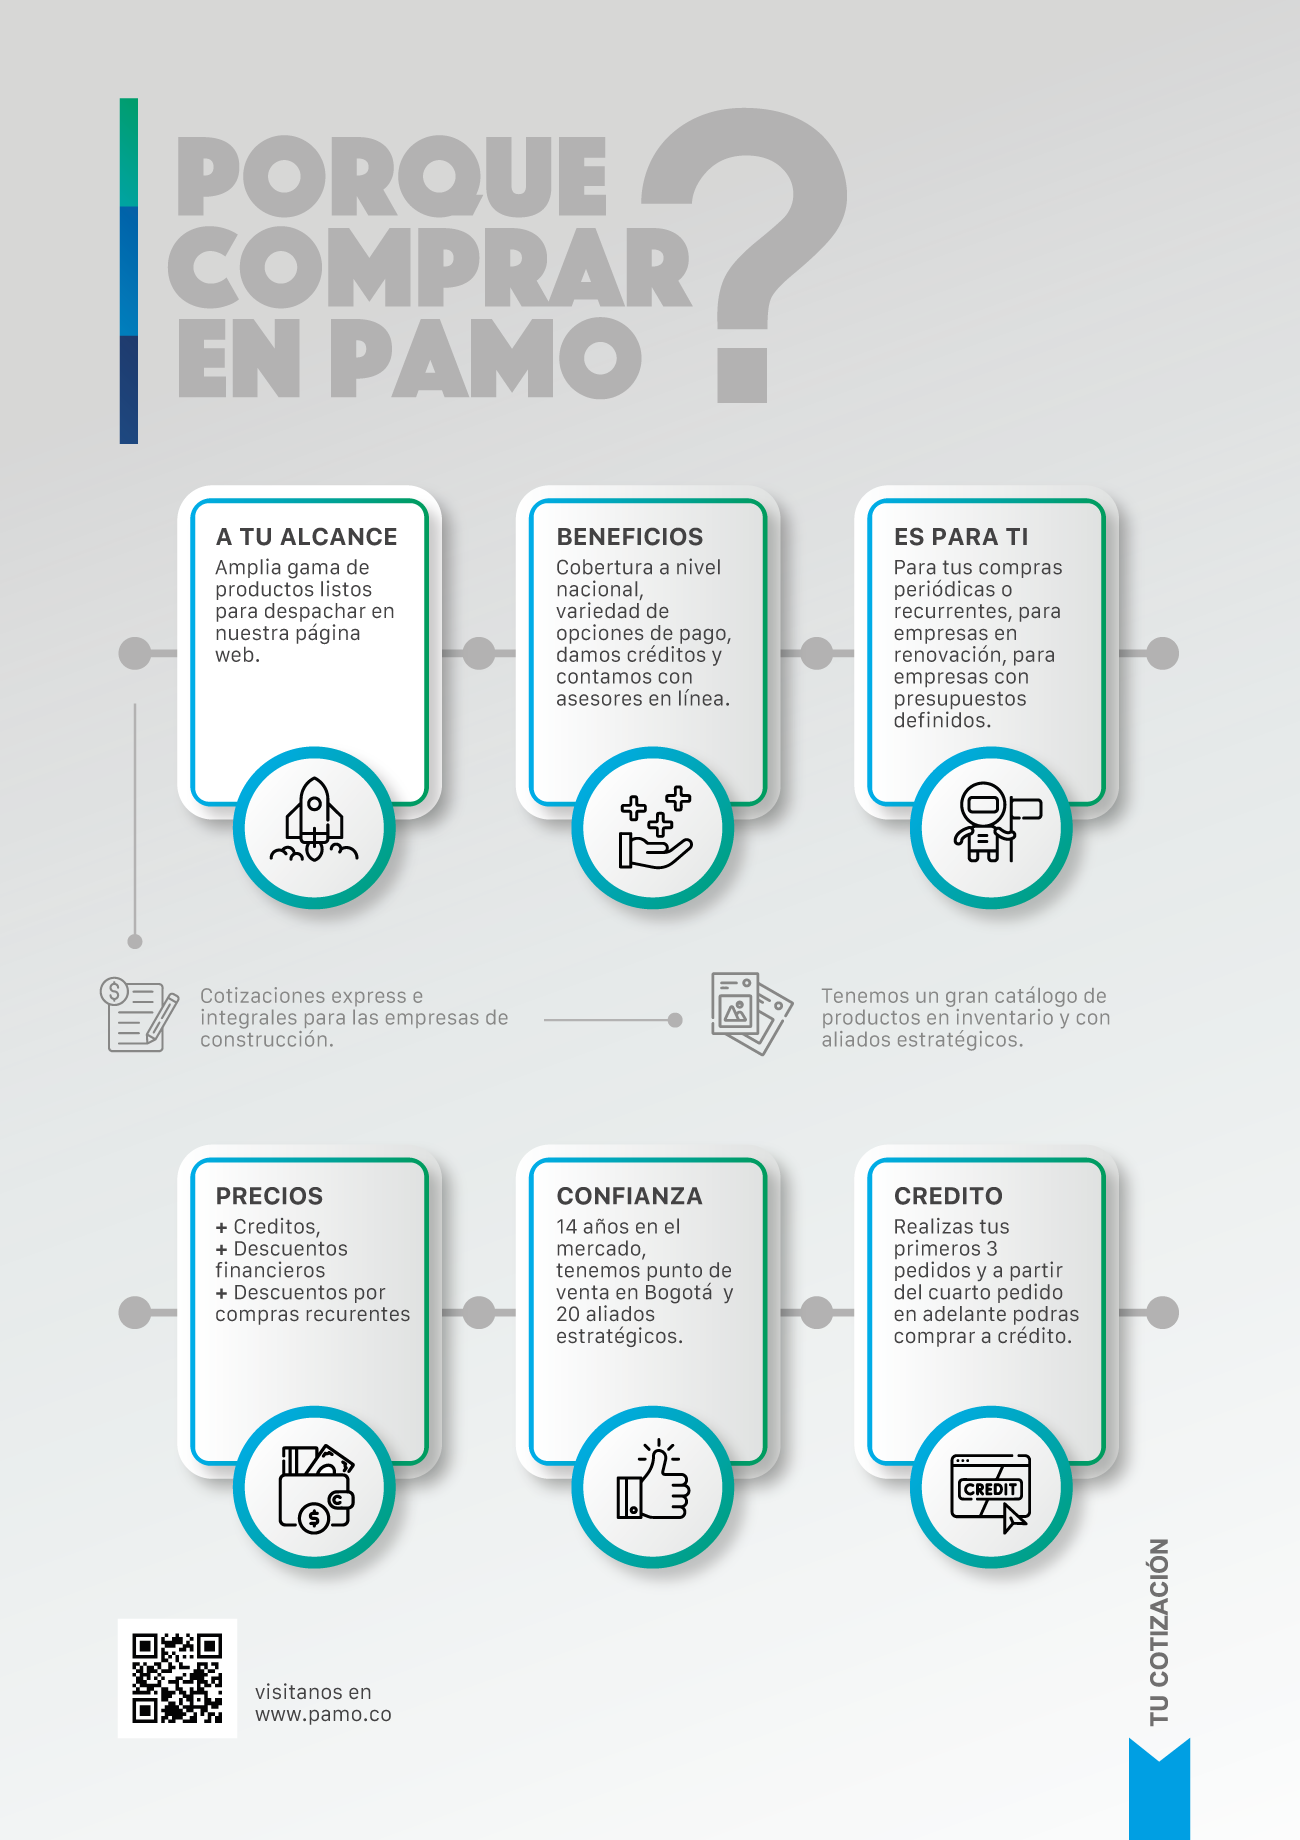 PORQUE
COMPRAR
EN PAMO
?
A TU ALCANCE
Amplia gama de
productos listos
para despachar en
nuestra página
web.
BENEFICIOS
Cobertura a nivel
nacional,
variedad de
opciones de pago,
damos créditos y
contamos con
asesores en línea.
ES PARA TI
Para tus compras
periódicas o
recurrentes, para
empresas en
renovación, para
empresas con
presupuestos
definidos.
$
Cotizaciones express e
integrales para las empresas de
construcción.
Tenemos un gran catálogo de
productos en inventario y con
aliados estratégicos.
PRECIOS
+ Creditos,
+ Descuentos
financieros
+ Descuentos por
compras recurentes
C
$
CONFIANZA
14 años en el
mercado,
tenemos punto de
venta en Bogotá  y
20 aliados
estratégicos.
CREDITO
Realizas tus
primeros 3
pedidos y a partir
del cuarto pedido
en adelante podras
comprar a crédito.
CREDIT
visitanos en
www.pamo.co
TU COTIZACIÓN